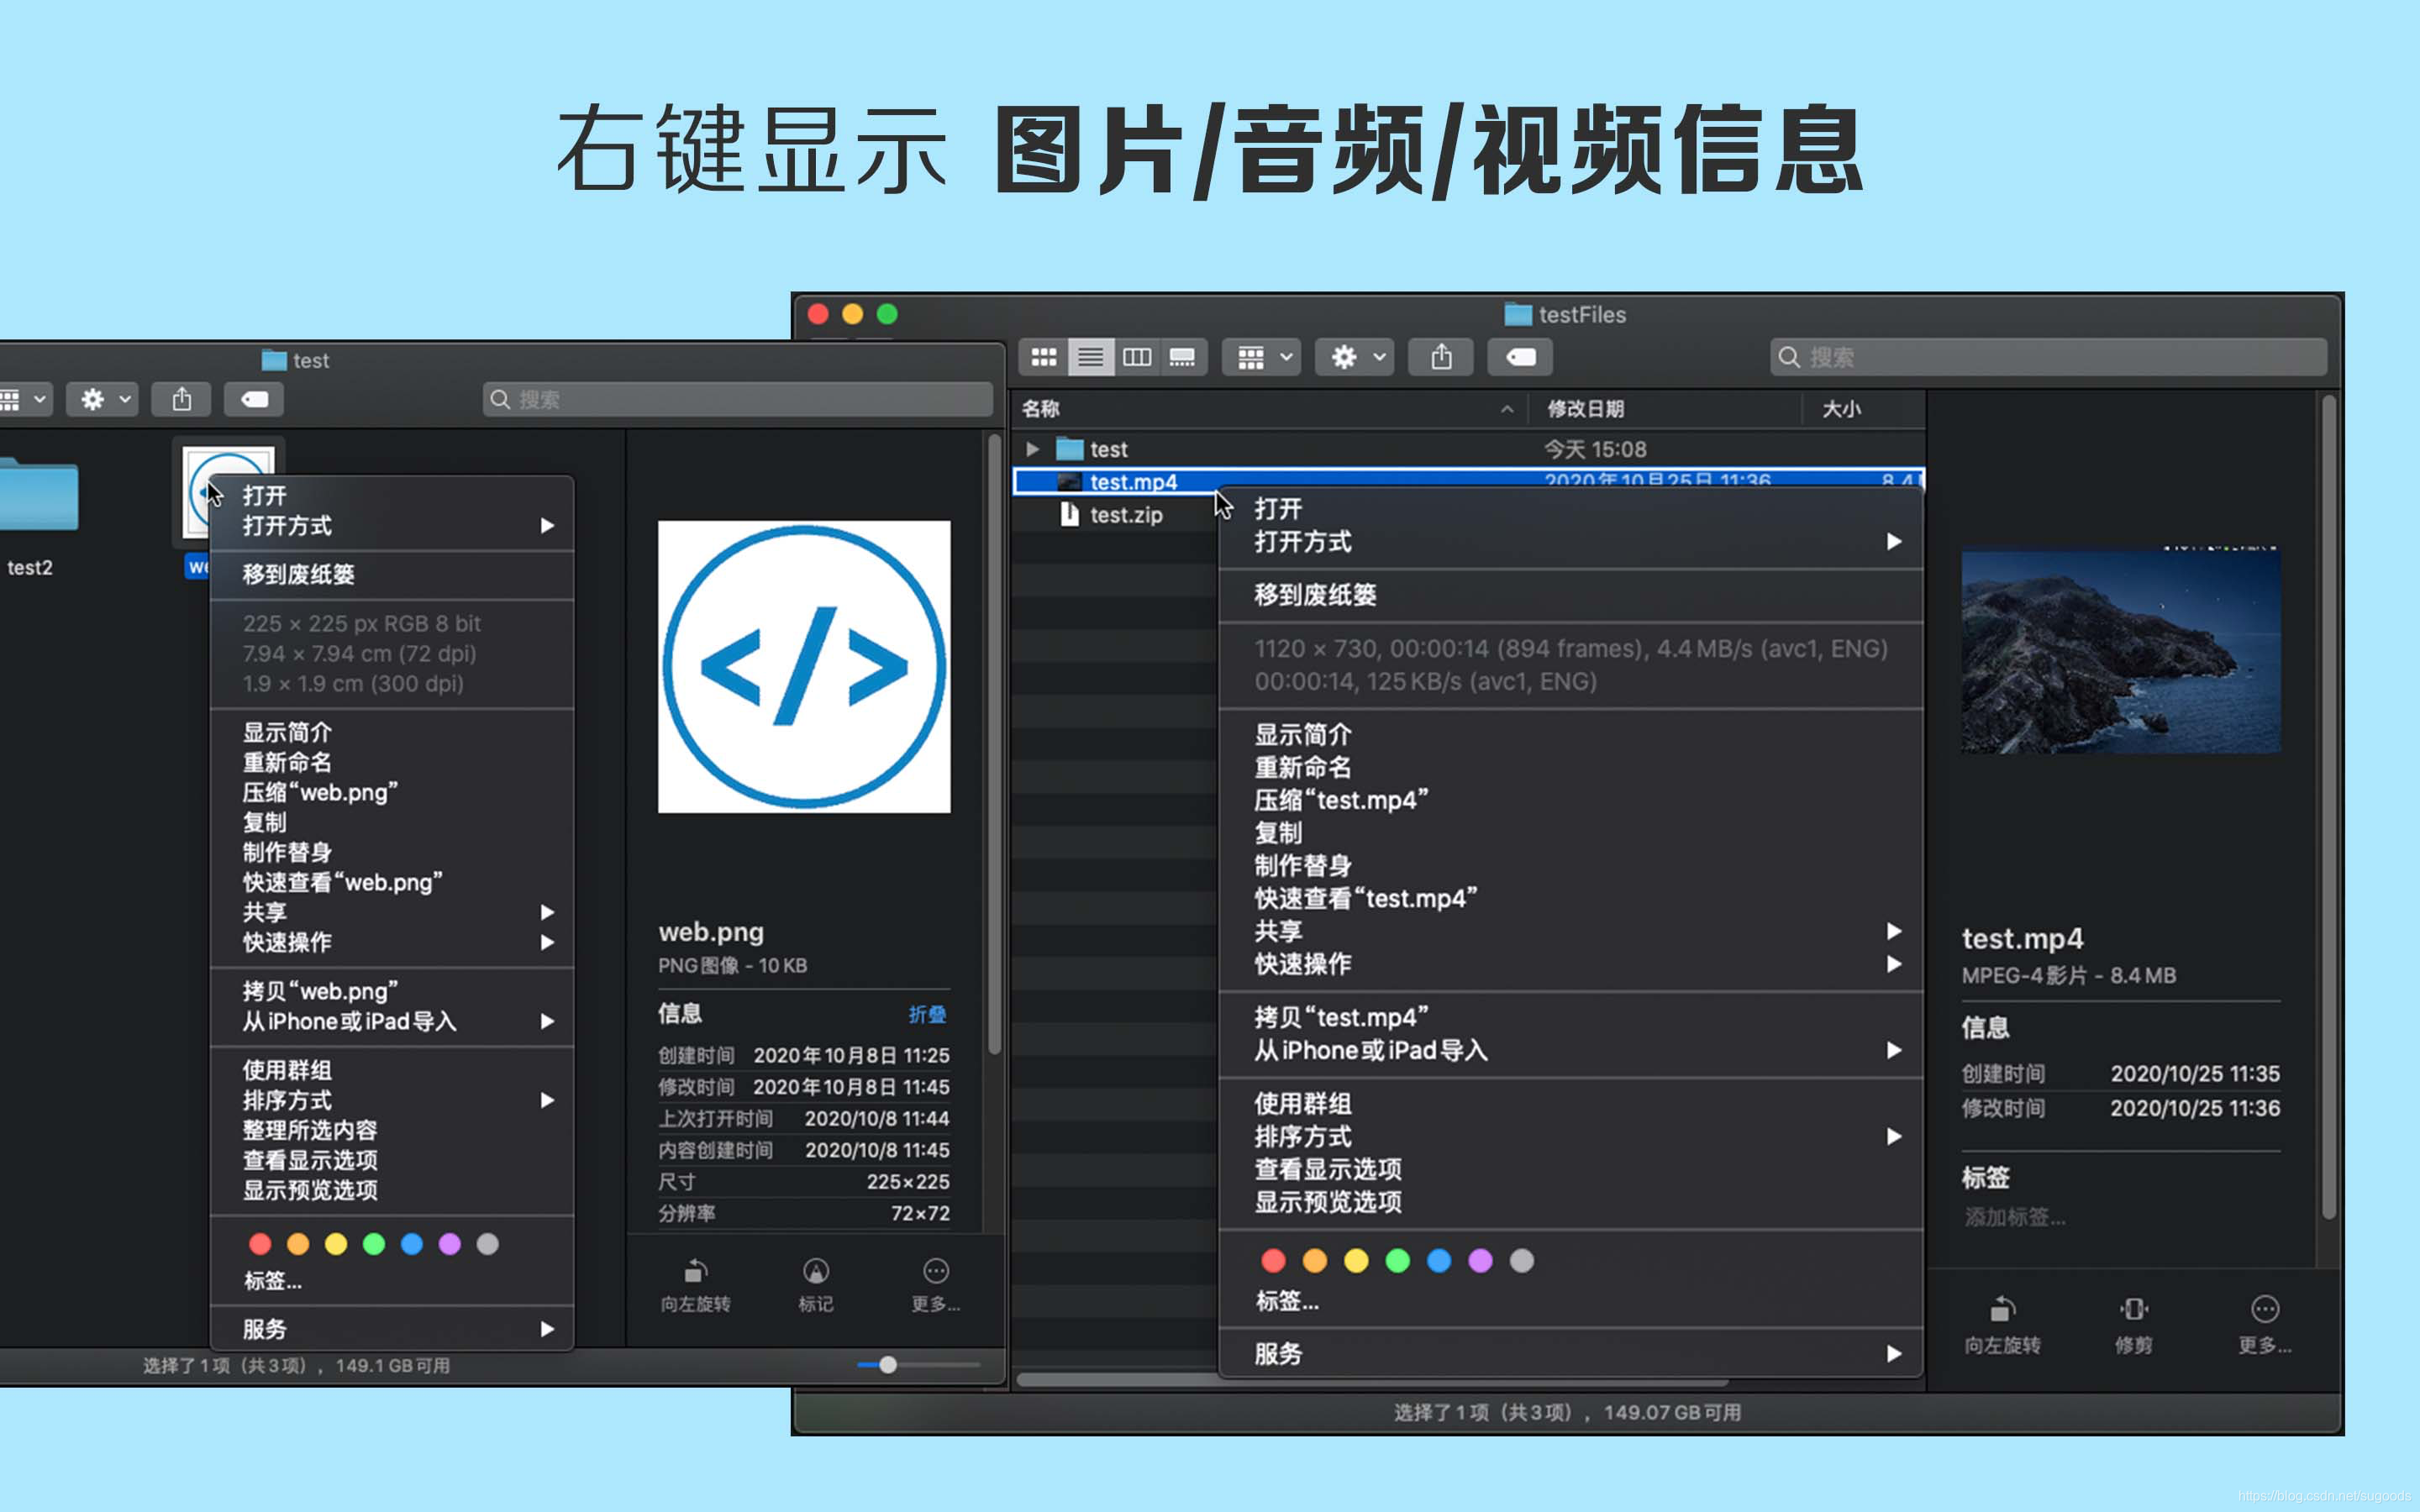 右键显示 图片/音频/视频信息
test
搜索
test2
we
打开
打开方式
移到废纸篓
225 × 225 px RGB 8 bit
7.94 × 7.94 cm (72 dpi)
1.9 × 1.9 cm (300 dpi)
显示简介
重新命名
压缩“web.png”
复制
制作替身
快速查看“web.png”
共享
快速操作
拷贝“web.png”
从iPhone或iPad导入
使用群组
排序方式
整理所选内容
查看显示选项
显示预览选项
标签...
服务
</>
web.png
PNG图像 - 10 KB
信息 折叠
创建时间 2020年10月8日 11:25
修改时间 2020年10月8日 11:45
上次打开时间 2020/10/8 11:44
内容创建时间 2020/10/8 11:45
尺寸 225×225
分辨率 72×72
向左旋转 标记 更多...
选择了1项（共3项）， 149.1 GB可用
testFiles
搜索
名称 修改日期 大小
test 今天 15:08
test.mp4 2020年10月25日 11:36 8.4
test.zip
打开
打开方式
移到废纸篓
1120 × 730, 00:00:14 (894 frames), 4.4 MB/s (avc1, ENG)
00:00:14, 125 KB/s (avc1, ENG)
显示简介
重新命名
压缩“test.mp4”
复制
制作替身
快速查看“test.mp4”
共享
快速操作
拷贝“test.mp4”
从iPhone或iPad导入
使用群组
排序方式
查看显示选项
显示预览选项
标签...
服务
test.mp4
MPEG-4影片 - 8.4 MB
信息
创建时间 2020/10/25 11:35
修改时间 2020/10/25 11:36
标签
添加标签...
向左旋转 修剪 更多...
选择了1项（共3项）， 149.07 GB可用
https://blog.csdn.net/sugoods